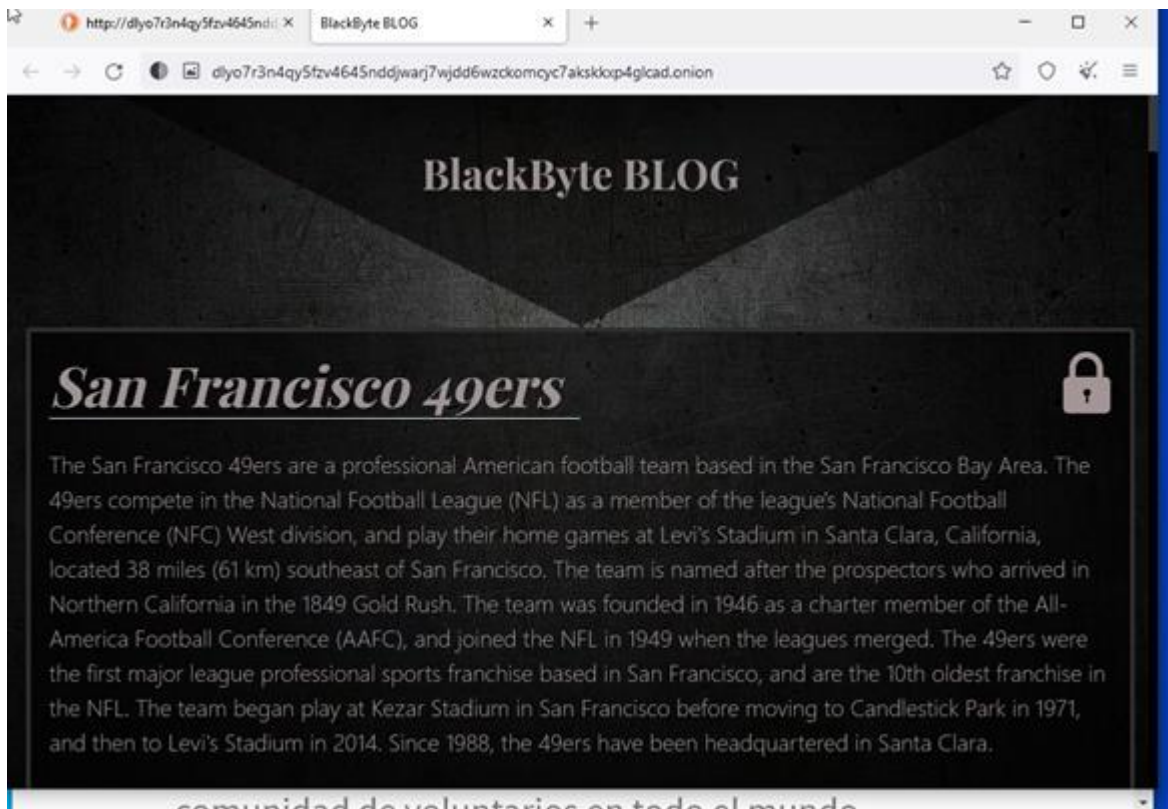 http://dlyo7r3n4qy5fzv4645ndd
BlackByte BLOG
dlyo7r3n4qy5fzv4645nddjwarj7wjdd6wzckomcyc7akskkxp4glcad.onion
BlackByte BLOG
San Francisco 49ers
The San Francisco 49ers are a professional American football team based in the San Francisco Bay Area. The
49ers compete in the National Football League (NFL) as a member of the league's National Football
Conference (NFC) West division, and play their home games at Levi's Stadium in Santa Clara, California,
located 38 miles (61 km) southeast of San Francisco. The team is named after the prospectors who arrived in
Northern California in the 1849 Gold Rush. The team was founded in 1946 as a charter member of the All-
America Football Conference (AAFC), and joined the NFL in 1949 when the leagues merged. The 49ers were
the first major league professional sports franchise based in San Francisco, and are the 10th oldest franchise in
the NFL. The team began play at Kezar Stadium in San Francisco before moving to Candlestick Park in 1971,
and then to Levi's Stadium in 2014. Since 1988, the 49ers have been headquartered in Santa Clara.
comunidad de voluntarios en todo el mundo